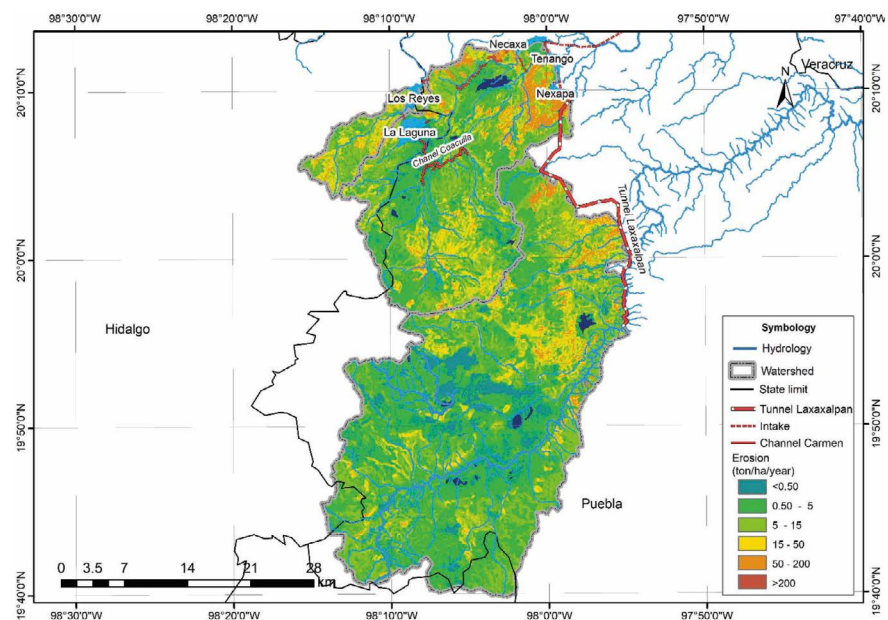 98°30'0"W
98°20'0"W
98°10'0"W
98°0'0"W
97°50'0"W
97°40'0"W
Necaxa
Tenango
Veracruz
N
20°10'0"N
Los Reyes
Nexapa
20°10'0"N
La Laguna
Chanel Coacuila
Tunnel Laxaxalpan
20°0'0"N
20°0'0"N
Hidalgo
Symbology
Hydrology
Watershed
State limit
Tunnel Laxaxalpan
Intake
Channel Carmen
Erosion
(ton/ha/year)
<0.50
0.50 - 5
5 - 15
15 - 50
50 - 200
>200
19°50'0"N
19°50'0"N
Puebla
0 3.5 7 14 21 28
km
19°40'0"N
19°40'0"N
98°30'0"W
98°20'0"W
98°10'0"W
98°0'0"W
97°50'0"W
97°40'0"W